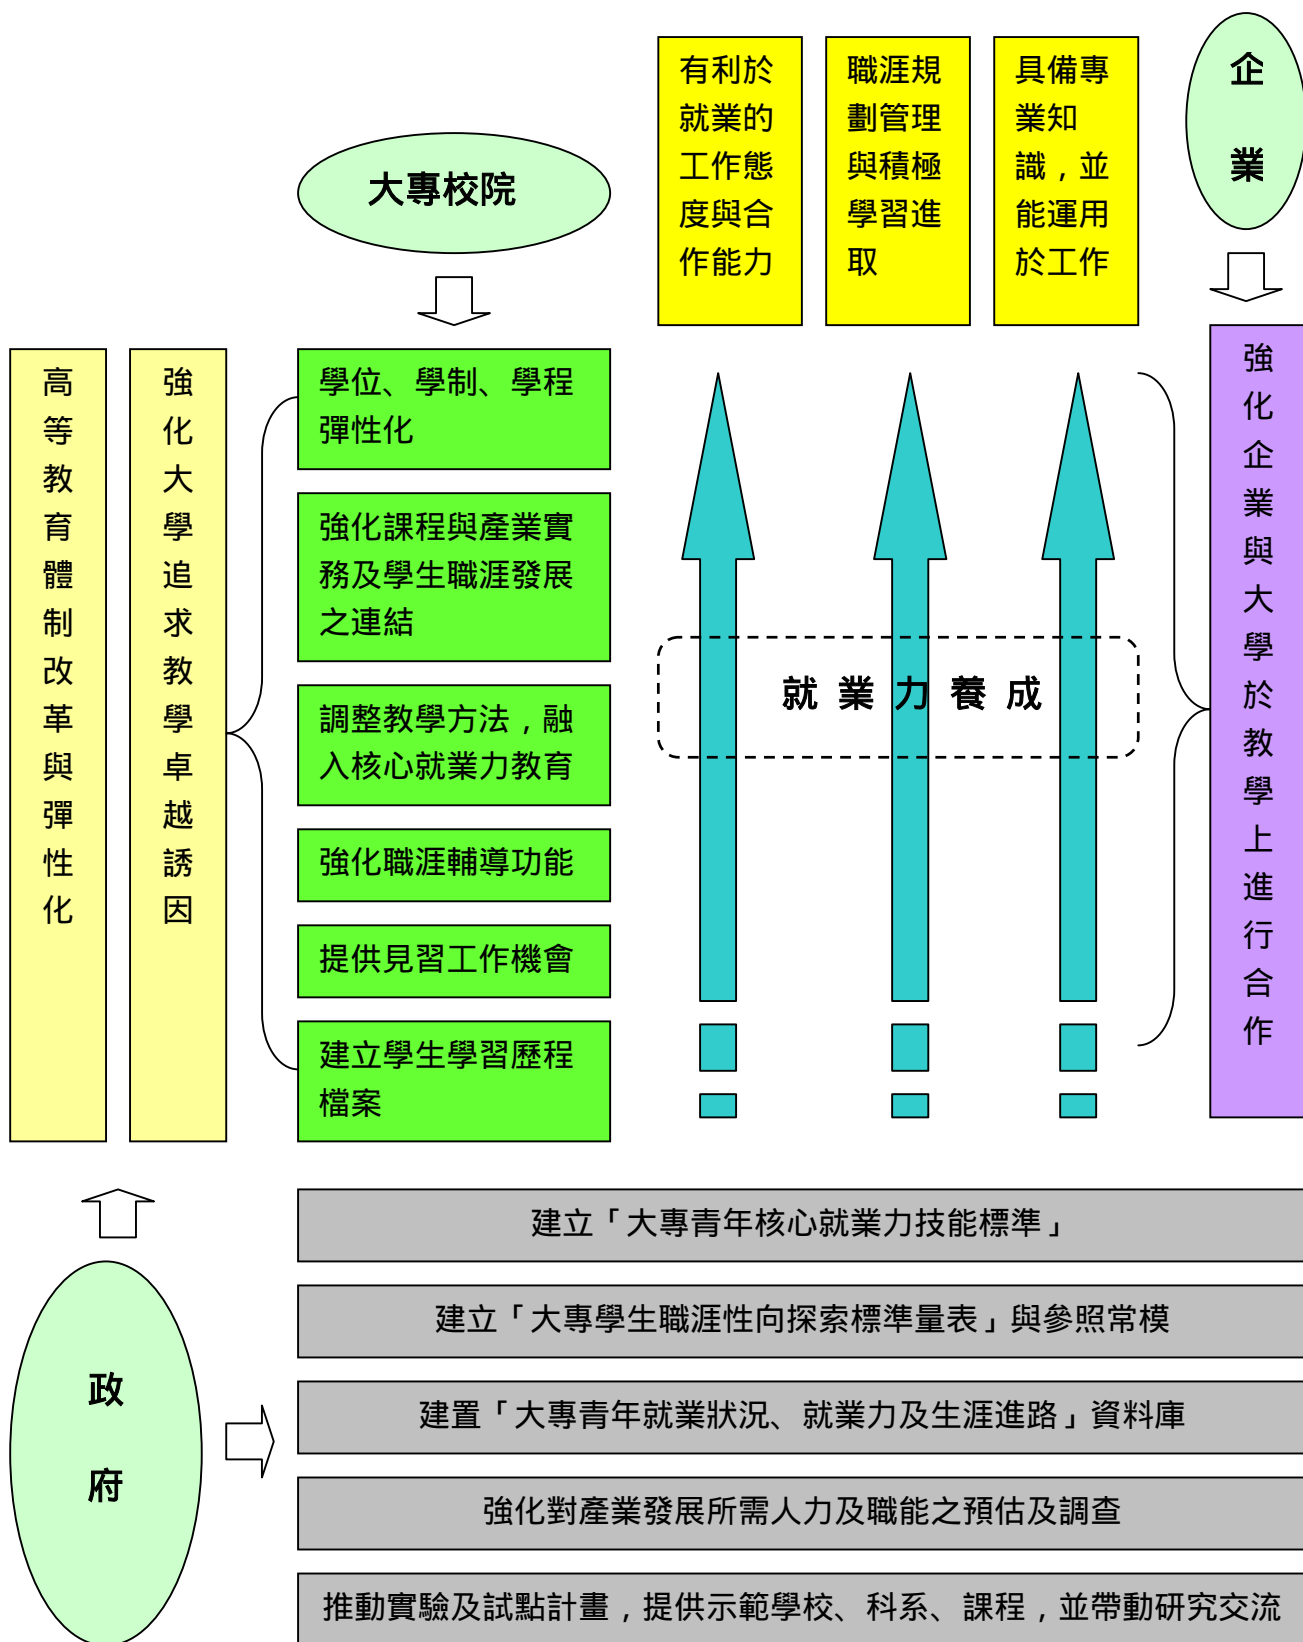 有利於
就業的
工作態
度與合
作能力
職涯規
劃管理
與積極
學習進
取
具備專
業知
識，並
能運用
於工作
企
業
大專校院
高等教育體制改革與彈性化
強化大學追求教學卓越誘因
學位、學制、學程
彈性化
強化課程與產業實
務及學生職涯發展
之連結
調整教學方法，融
入核心就業力教育
強化職涯輔導功能
提供見習工作機會
建立學生學習歷程
檔案
就業力養成
強化企業與大學於教學上進行合作
政
府
建立「大專青年核心就業力技能標準」
建立「大專學生職涯性向探索標準量表」與參照常模
建置「大專青年就業狀況、就業力及生涯進路」資料庫
強化對產業發展所需人力及職能之預估及調查
推動實驗及試點計畫，提供示範學校、科系、課程，並帶動研究交流